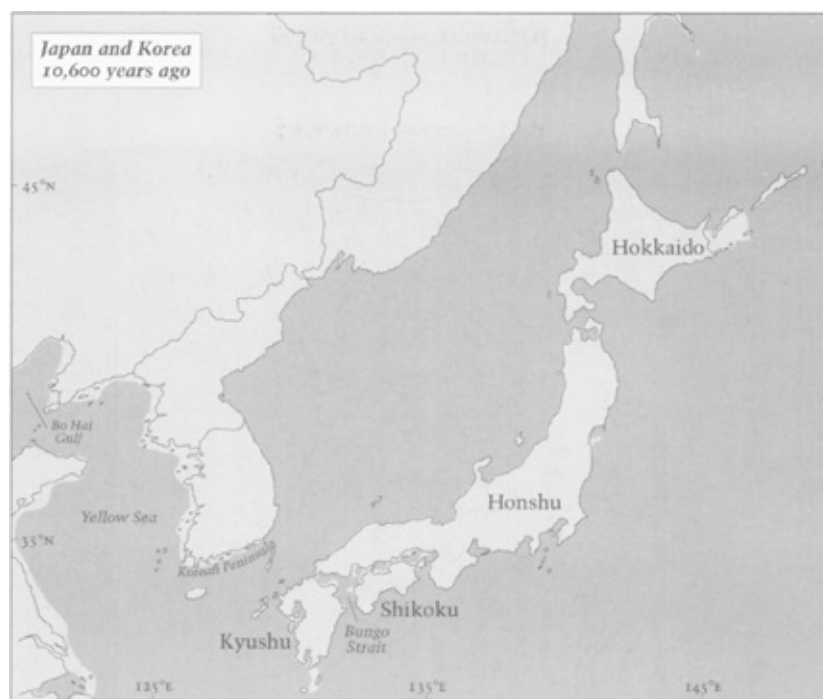 Japan and Korea
10,600 years ago
45°N
Hokkaido
Bo Hai
Gulf
Honshu
Yellow Sea
35°N
Korean Peninsula
Shikoku
Kyushu
Bungo
Strait
125°E
135°E
145°E